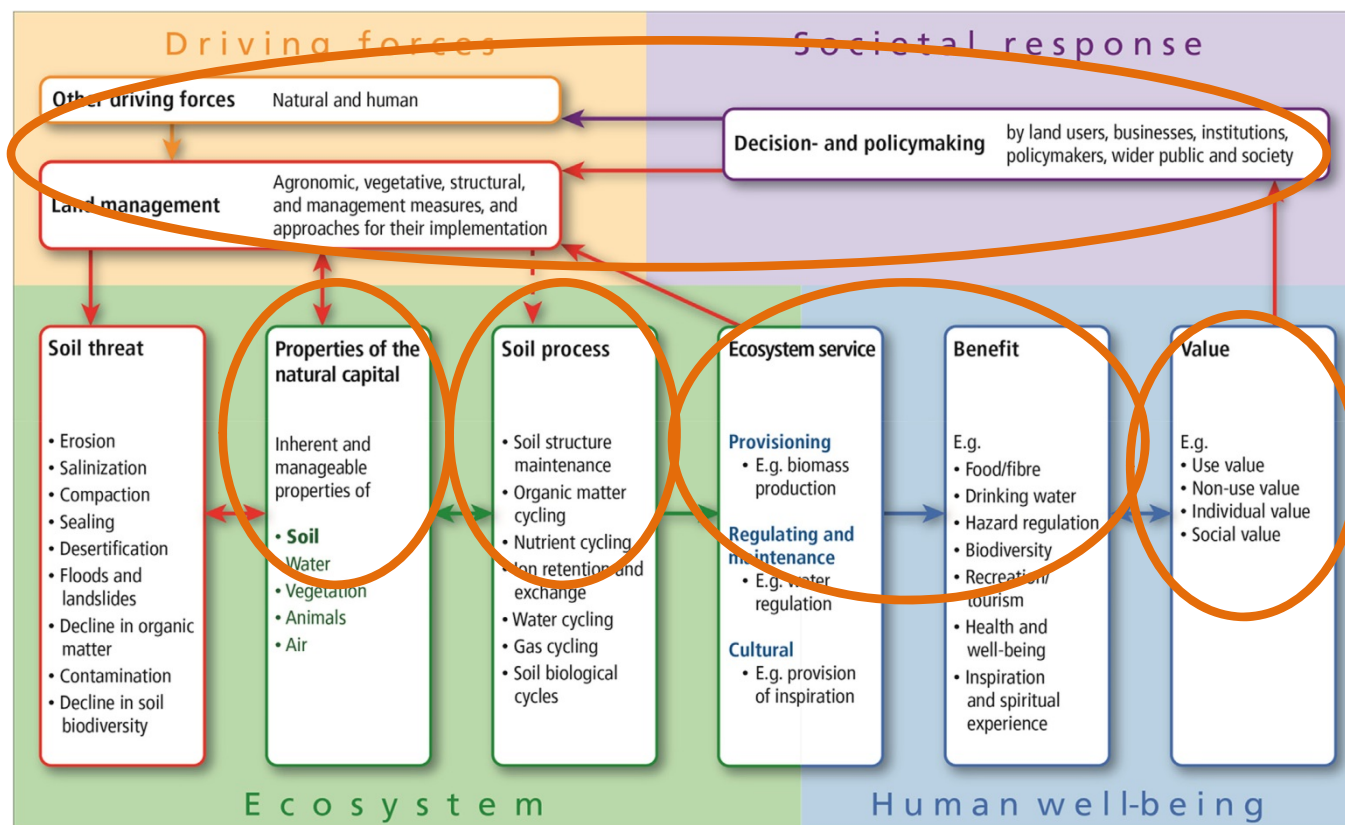 Driving forces
Societal response
Other driving forces
Natural and human
Decision- and policymaking
by land users, businesses, institutions,
policymakers, wider public and society
Land management
Agronomic, vegetative, structural,
and management measures, and
approaches for their implementation
Soil threat
• Erosion
• Salinization
• Compaction
• Sealing
• Desertification
• Floods and
landslides
• Decline in organic
matter
• Contamination
• Decline in soil
biodiversity
Properties of the
natural capital
Inherent and
manageable
properties of
• Soil
• Water
• Vegetation
• Animals
• Air
Soil process
• Soil structure
maintenance
• Organic matter
cycling
• Nutrient cycling
• Ion retention and
exchange
• Water cycling
• Gas cycling
• Soil biological
cycles
Ecosystem service
Provisioning
• E.g. biomass
production
Regulating and
maintenance
• E.g. water
regulation
Cultural
• E.g. provision
of inspiration
Benefit
E.g.
• Food/fibre
• Drinking water
• Hazard regulation
• Biodiversity
• Recreation/
tourism
• Health and
well-being
• Inspiration
and spiritual
experience
Value
E.g.
• Use value
• Non-use value
• Individual value
• Social value
Ecosystem
Human well-being